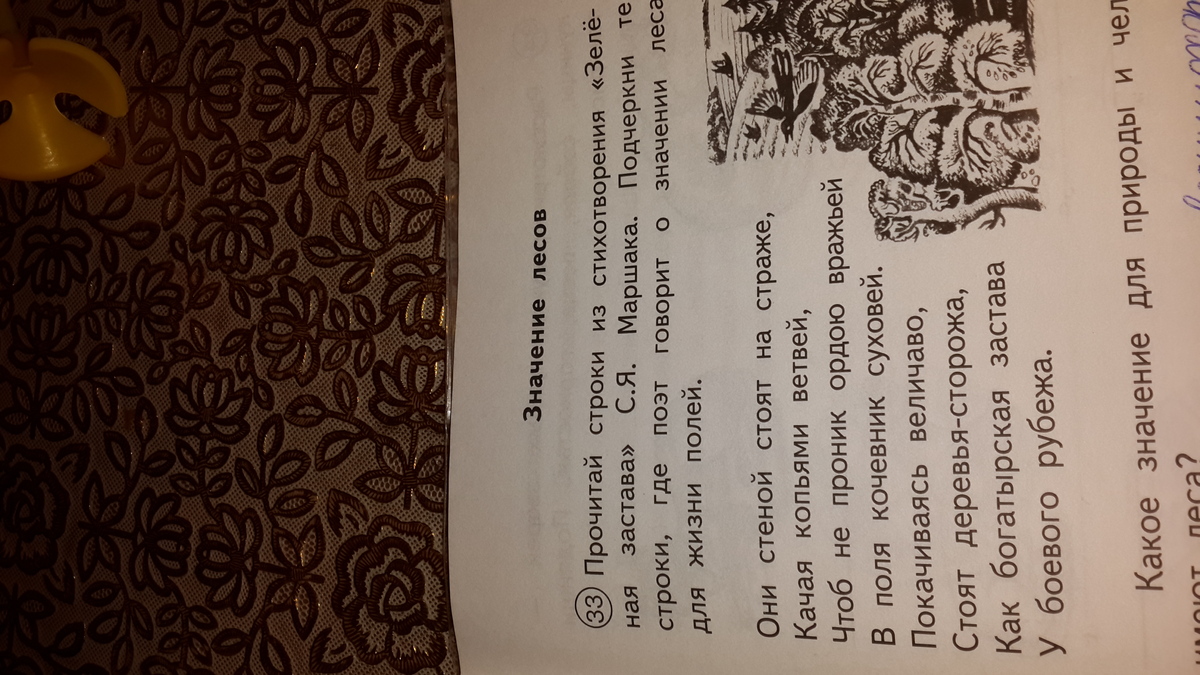 Значение лесов
33 Прочитай строки из стихотворения «Зелё-
ная застава» С.Я. Маршака. Подчеркни те
строки, где поэт говорит о значении леса
для жизни полей.
Они стеной стоят на страже,
Качая копьями ветвей,
Чтоб не проник ордою вражьей
В поля кочевник суховей.
Покачиваясь величаво,
Стоят деревья-сторожа,
Как богатырская застава
У боевого рубежа.
Какое значение для природы и чел
леса?